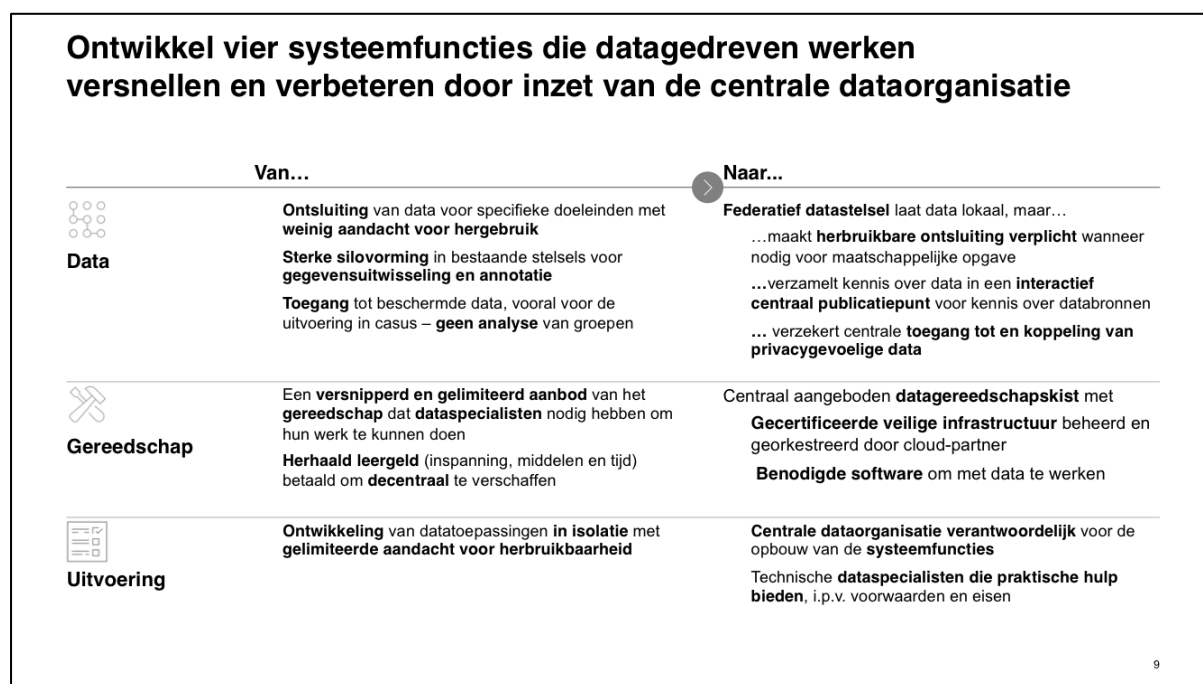 Ontwikkel vier systeemfuncties die datagedreven werken
versnellen en verbeteren door inzet van de centrale dataorganisatie
Van…
Naar...
Data
Ontsluiting van data voor specifieke doeleinden met
weinig aandacht voor hergebruik
Sterke silovorming in bestaande stelsels voor
gegevensuitwisseling en annotatie
Toegang tot beschermde data, vooral voor de
uitvoering in casus – geen analyse van groepen
Federatief datastelsel laat data lokaal, maar…
…maakt herbruikbare ontsluiting verplicht wanneer
nodig voor maatschappelijke opgave
…verzamelt kennis over data in een interactief
centraal publicatiepunt voor kennis over databronnen
… verzekert centrale toegang tot en koppeling van
privacygevoelige data
Gereedschap
Een versnipperd en gelimiteerd aanbod van het
gereedschap dat dataspecialisten nodig hebben om
hun werk te kunnen doen
Herhaald leergeld (inspanning, middelen en tijd)
betaald om decentraal te verschaffen
Centraal aangeboden datagereedschapskist met
Gecertificeerde veilige infrastructuur beheerd en
georkestreerd door cloud-partner
Benodigde software om met data te werken
Uitvoering
Ontwikkeling van datatoepassingen in isolatie met
gelimiteerde aandacht voor herbruikbaarheid
Centrale dataorganisatie verantwoordelijk voor de
opbouw van de systeemfuncties
Technische dataspecialisten die praktische hulp
bieden, i.p.v. voorwaarden en eisen
9